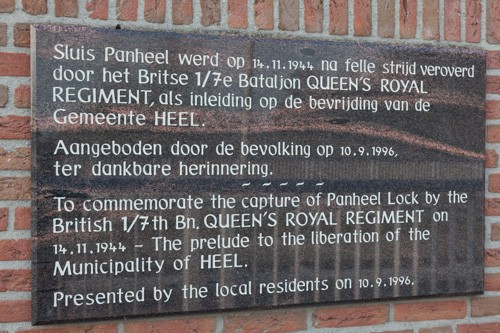 Sluis Panheel werd op 14.11.1944 na felle strijd veroverd
door het Britse 1/7e Bataljon QUEEN'S ROYAL
REGIMENT, als inleiding op de bevrijding van de
Gemeente HEEL.
Aangeboden door de bevolking op 10.9.1996,
ter dankbare herinnering.
~ ~ ~ ~ ~
To commemorate the capture of Panheel Lock by the
British 1/7th Bn. QUEEN'S ROYAL REGIMENT on
14.11.1944 - The prelude to the liberation of the
Municipality of HEEL.
Presented by the local residents on 10.9.1996.